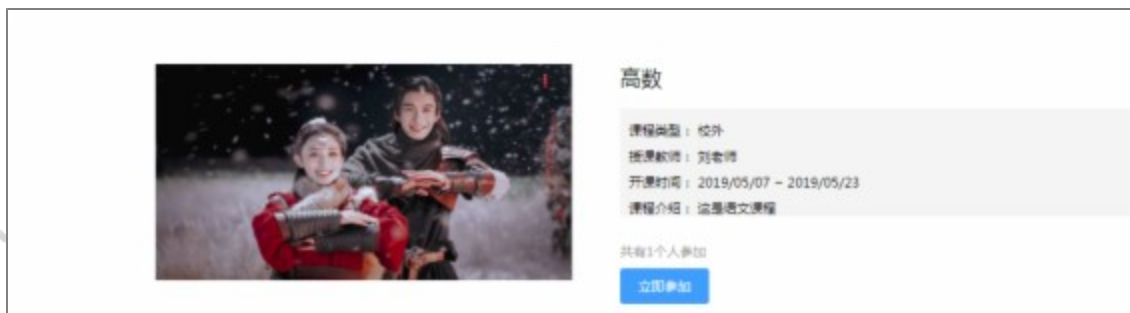 高数
课程类型： 校外
授课教师： 刘老师
开课时间： 2019/05/07 ~ 2019/05/23
课程介绍： 这是语文课程
共有1个人参加
立即参加